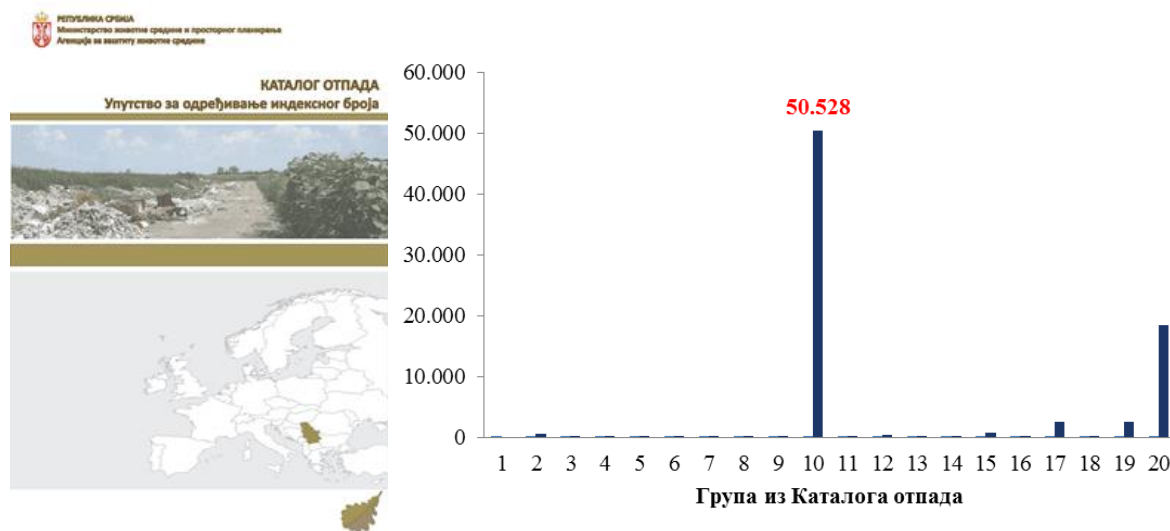 РЕПУБЛИКА СРБИЈА
Министарство животне средине и просторног планирања
Агенција за заштиту животне средине
КАТАЛОГ ОТПАДА
Упутство за одређивање индексног броја
60.000
50.000
40.000
30.000
20.000
10.000
0
50.528
1 2 3 4 5 6 7 8 9 10 11 12 13 14 15 16 17 18 19 20
Група из Каталога отпада